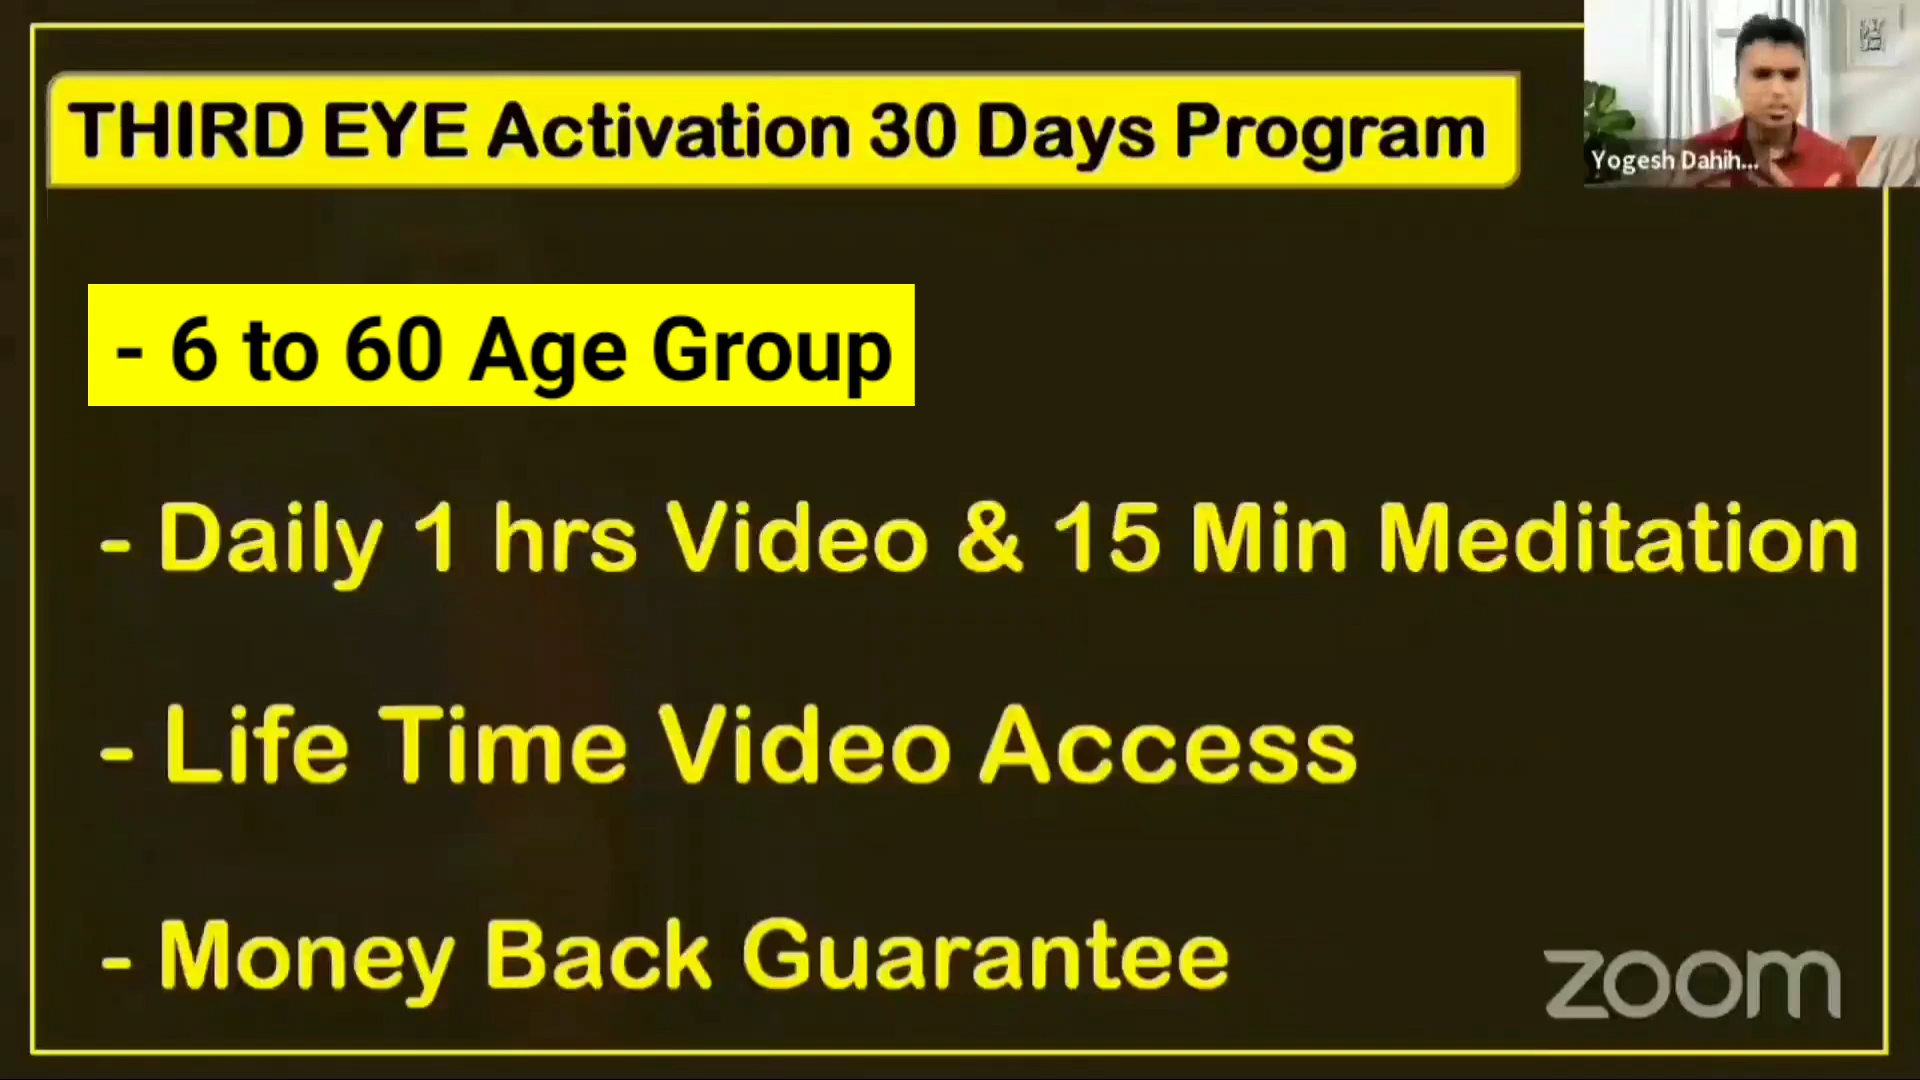 THIRD EYE Activation 30 Days Program
Yogesh Dahih...
- 6 to 60 Age Group
- Daily 1 hrs Video & 15 Min Meditation
- Life Time Video Access
- Money Back Guarantee
zoom